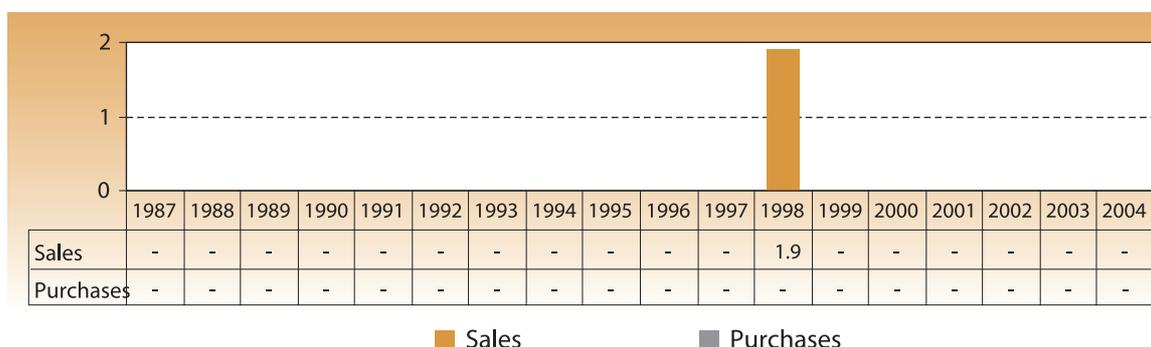 2
1
0
1987 1988 1989 1990 1991 1992 1993 1994 1995 1996 1997 1998 1999 2000 2001 2002 2003 2004
Sales - - - - - - - - - - - 1.9 - - - - - -
Purchases - - - - - - - - - - - - - - - - - -
Sales Purchases